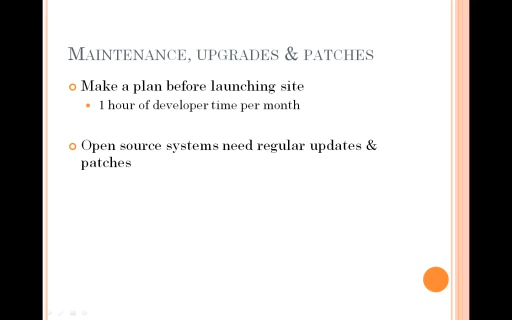 MAINTENANCE, UPGRADES & PATCHES
Make a plan before launching site
1 hour of developer time per month
Open source systems need regular updates &
patches